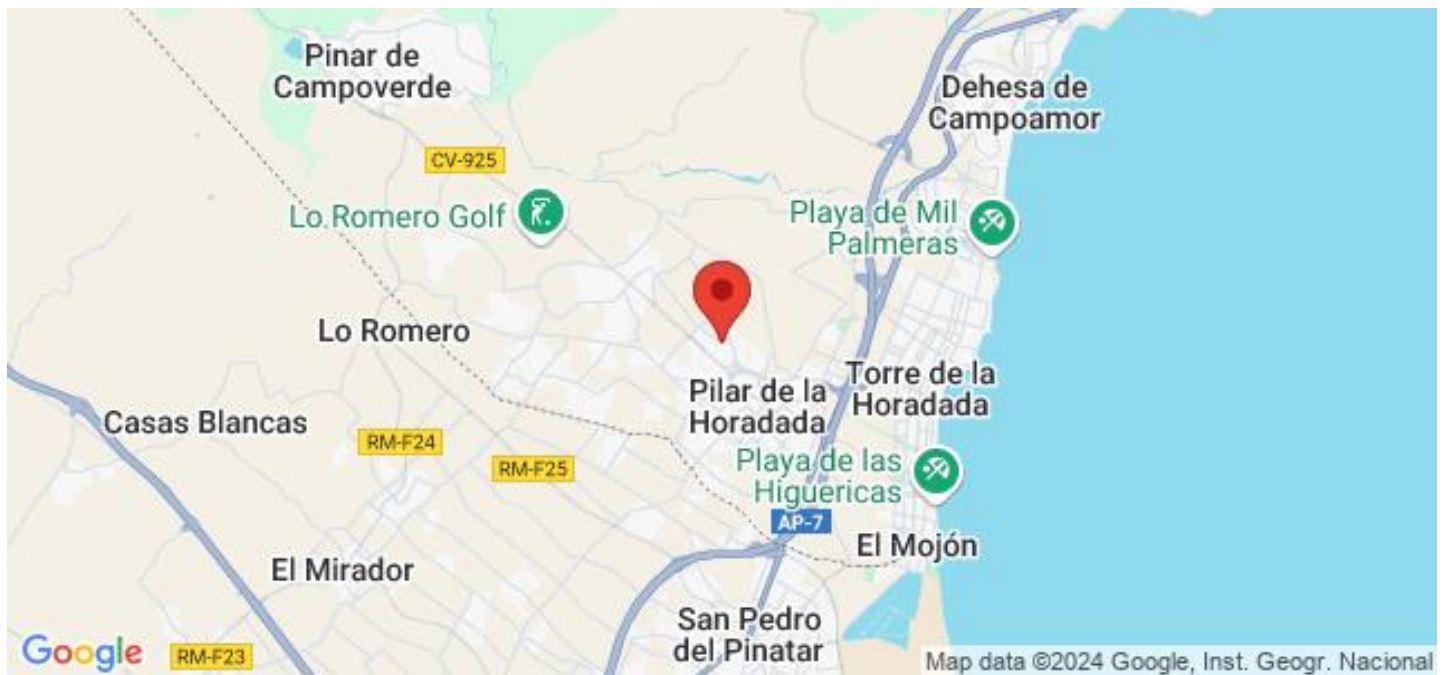 Pinar de
Campoverde
Dehesa de
Campoamor
CV-925
Lo Romero Golf
Playa de Mil
Palmeras
Lo Romero
Pilar de la
Horadada
Torre de la
Horadada
Casas Blancas
RM-F24
RM-F25
Playa de las
Higuericas
AP-7
El Mojón
El Mirador
San Pedro
del Pinatar
Google
RM-F23
Map data ©2024 Google, Inst. Geogr. Nacional